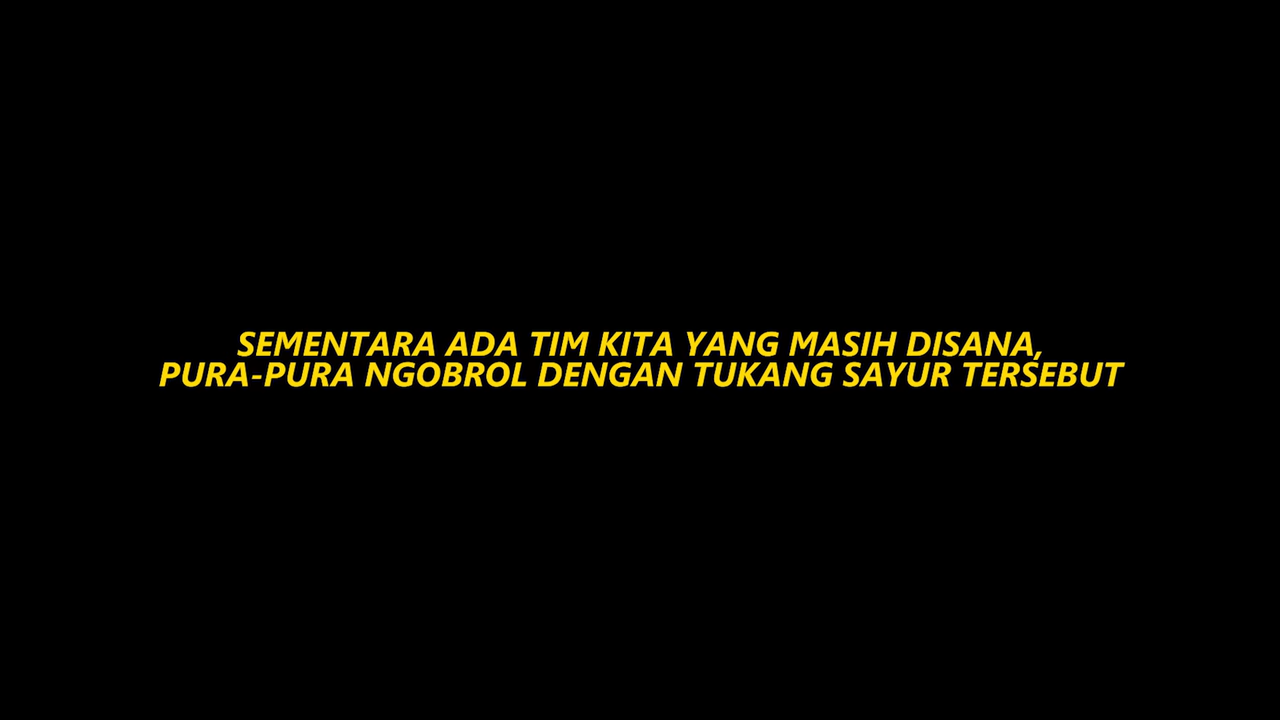 SEMENTARA ADA TIM KITA YANG MASIH DISANA,
PURA-PURA NGOBROL DENGAN TUKANG SAYUR TERSEBUT